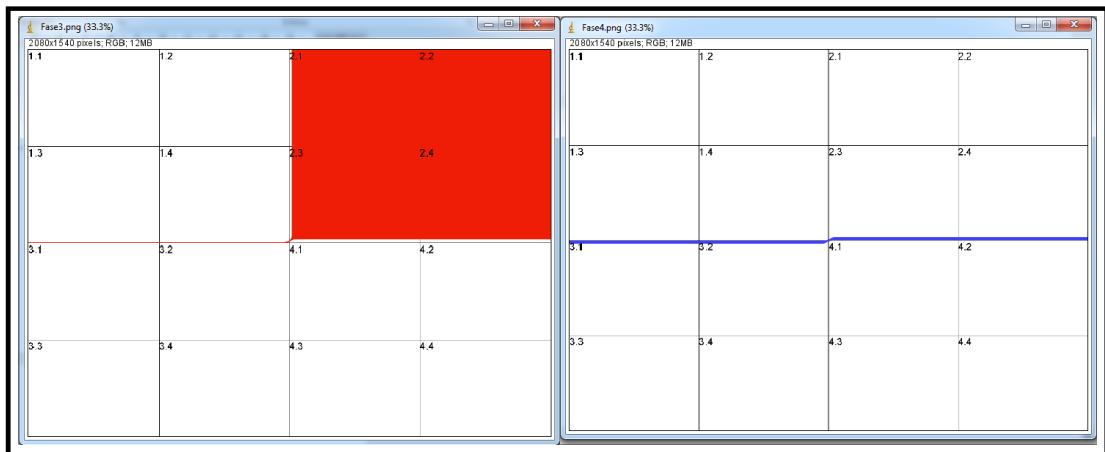 Fase3.png (33.3%)
2080x1540 pixels; RGB; 12MB
1.1 1.2 2.1 2.2
1.3 1.4 2.3 2.4
3.1 3.2 4.1 4.2
3.3 3.4 4.3 4.4
Fase4.png (33.3%)
2080x1540 pixels; RGB; 12MB
1.1 1.2 2.1 2.2
1.3 1.4 2.3 2.4
3.1 3.2 4.1 4.2
3.3 3.4 4.3 4.4